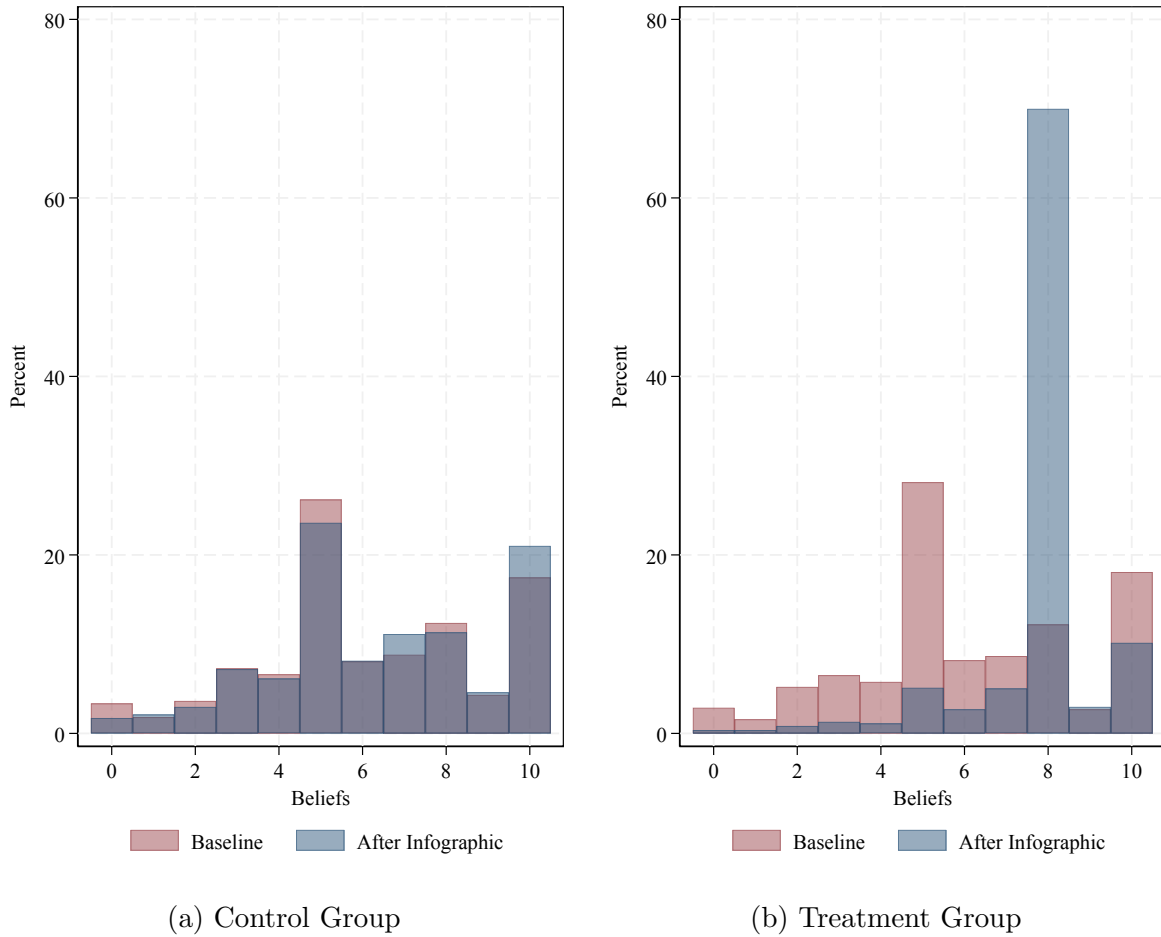 80
60
40
20
0
Percent
0 2 4 6 8 10
Beliefs
Baseline After Infographic
(a) Control Group
80
60
40
20
0
Percent
0 2 4 6 8 10
Beliefs
Baseline After Infographic
(b) Treatment Group